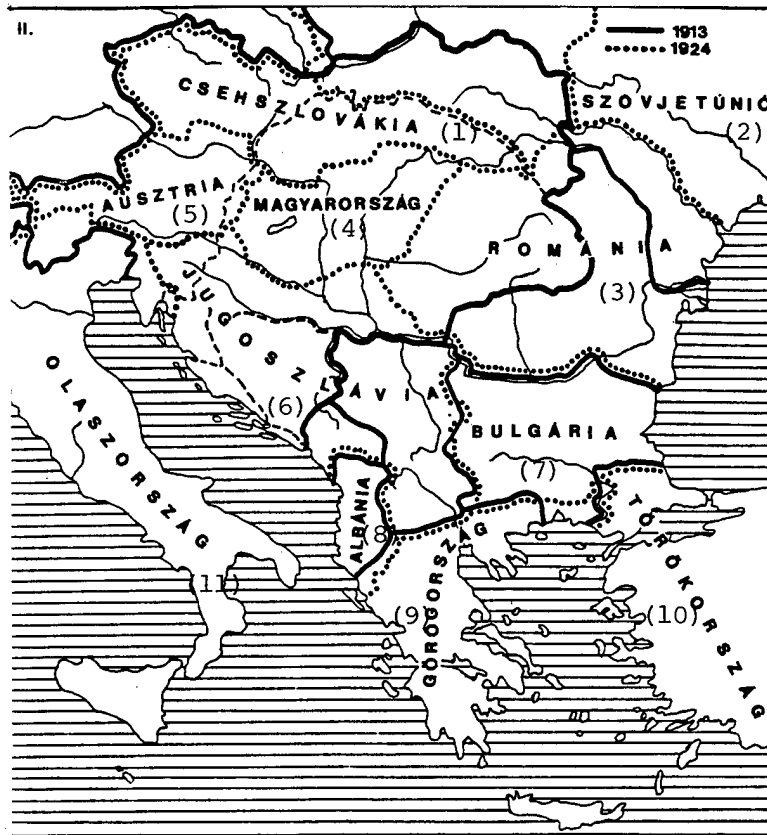 II.
1913
1924
CSEHSZLOVÁKIA
(1)
SZOVJETÚNIÓ
(2)
AUSZTRIA
(5)
MAGYARORSZÁG
(4)
ROMÁNIA
(3)
JUGOSZLÁVIA
(6)
OLASZORSZÁG
(11)
BULGÁRIA
(7)
ALBÁNIA
(8)
GÖRÖGORSZÁG
(9)
TÖRÖKORSZÁG
(10)